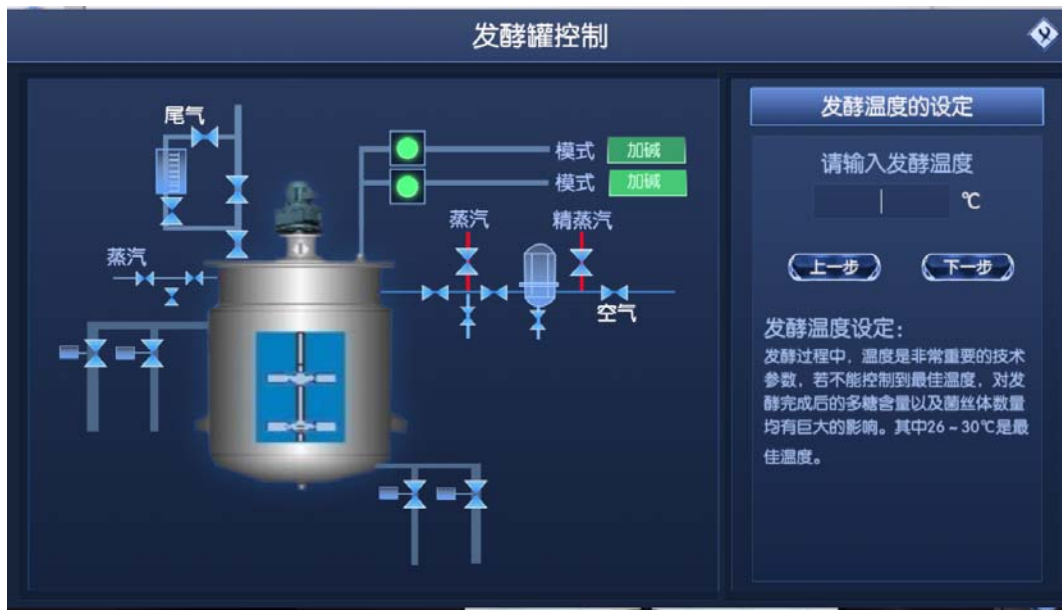 发酵罐控制
尾气
模式 加碱
模式 加碱
蒸汽
精蒸汽
蒸汽
空气
发酵温度的设定
请输入发酵温度
℃
上一步
下一步
发酵温度设定：
发酵过程中，温度是非常重要的技术
参数，若不能控制到最佳温度，对发
酵完成后的多糖含量以及菌丝体数量
均有巨大的影响。其中26～30℃是最
佳温度。